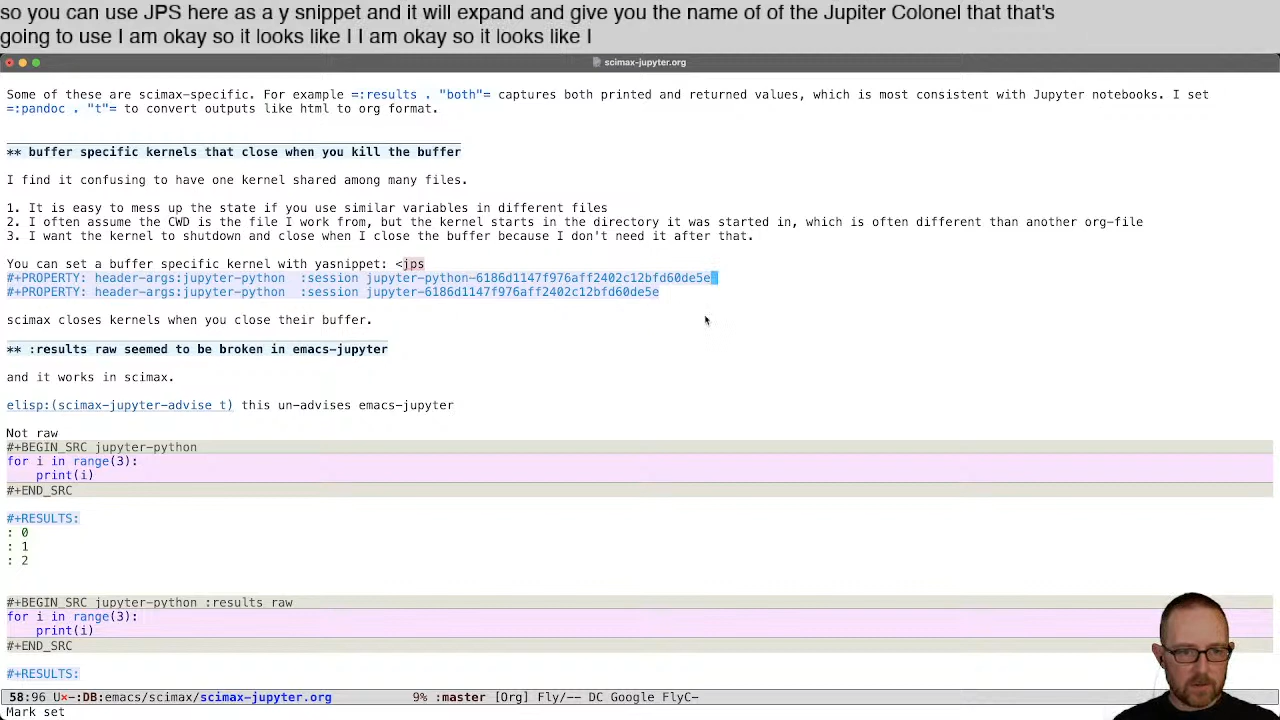 so you can use JPS here as a y snippet and it will expand and give you the name of of the Jupiter Colonel that that's
going to use I am okay so it looks like I I am okay so it looks like I
scimax-jupyter.org
Some of these are scimax-specific. For example =:results . "both"= captures both printed and returned values, which is most consistent with Jupyter notebooks. I set
=:pandoc . "t"= to convert outputs like html to org format.
** buffer specific kernels that close when you kill the buffer
I find it confusing to have one kernel shared among many files.
1. It is easy to mess up the state if you use similar variables in different files
2. I often assume the CWD is the file I work from, but the kernel starts in the directory it was started in, which is often different than another org-file
3. I want the kernel to shutdown and close when I close the buffer because I don't need it after that.
You can set a buffer specific kernel with yasnippet: <jps
#+PROPERTY: header-args:jupyter-python  :session jupyter-python-6186d1147f976aff2402c12bfd60de5e
#+PROPERTY: header-args:jupyter-python  :session jupyter-6186d1147f976aff2402c12bfd60de5e
scimax closes kernels when you close their buffer.
** :results raw seemed to be broken in emacs-jupyter
and it works in scimax.
elisp:(scimax-jupyter-advise t) this un-advises emacs-jupyter
Not raw
#+BEGIN_SRC jupyter-python
for i in range(3):
    print(i)
#+END_SRC
#+RESULTS:
: 0
: 1
: 2
#+BEGIN_SRC jupyter-python :results raw
for i in range(3):
    print(i)
#+END_SRC
#+RESULTS:
58:96 U×-:DB:emacs/scimax/scimax-jupyter.org 9% :master [Org] Fly/-- DC Google FlyC-
Mark set